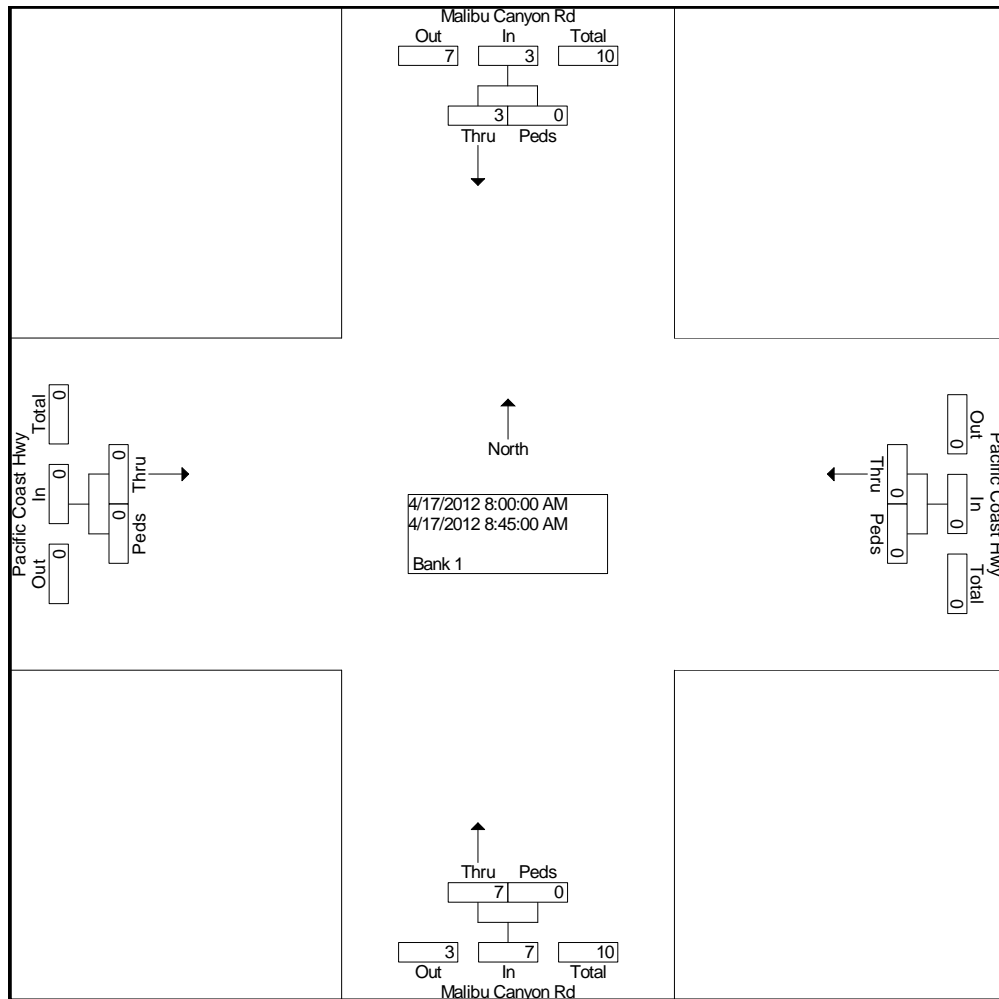 Malibu Canyon Rd
Out In Total
7 3 10
3 0
Thru Peds
Pacific Coast Hwy
Total In Out
0 0 0
0 0
Thru Peds
North
4/17/2012 8:00:00 AM
4/17/2012 8:45:00 AM
Bank 1
Thru Peds
0 0
0 0 0
Out In Total
Pacific Coast Hwy
Thru Peds
7 0
3 7 10
Out In Total
Malibu Canyon Rd